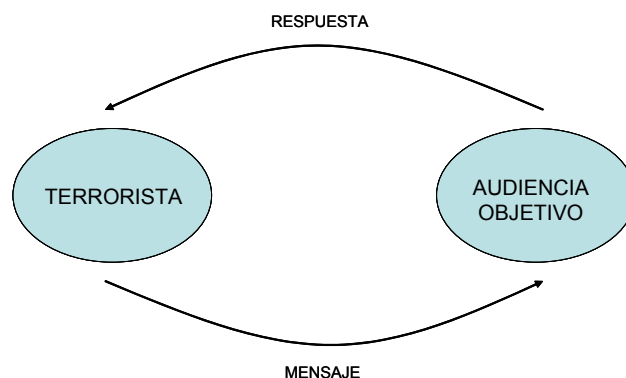 RESPUESTA
TERRORISTA
AUDIENCIA
OBJETIVO
MENSAJE